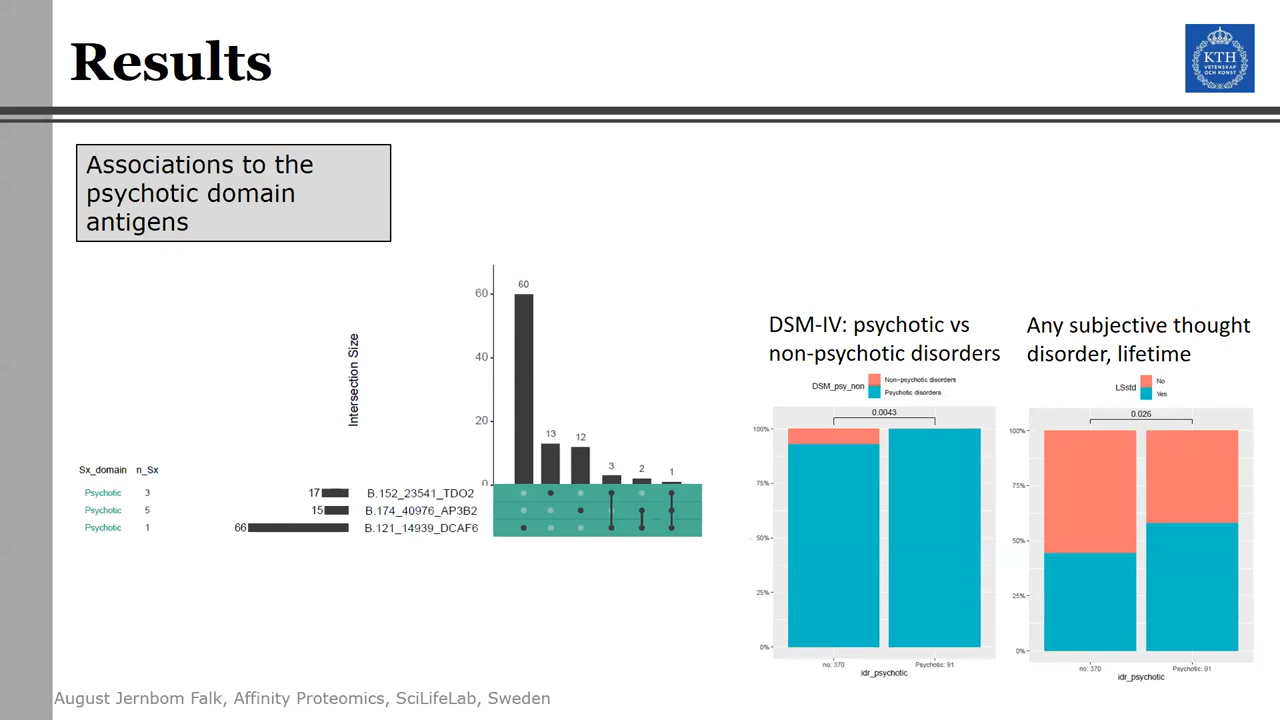 Results
KTH
VETENSKAP
OCH KONST
Associations to the
psychotic domain
antigens
Intersection Size
60
40
20
0
60
13
12
3
2
1
Sx_domain n_Sx
Psychotic 3 17 B.152_23541_TDO2
Psychotic 5 15 B.174_40976_AP3B2
Psychotic 1 66 B.121_14939_DCAF6
DSM-IV: psychotic vs
non-psychotic disorders
DSM_psy_non
Non-psychotic disorders
Psychotic disorders
0.0043
100%
75%
50%
25%
0%
no: 370 Psychotic: 91
idr_psychotic
Any subjective thought
disorder, lifetime
LSstd
No
Yes
0.026
100%
75%
50%
25%
0%
no: 370 Psychotic: 91
idr_psychotic
August Jernbom Falk, Affinity Proteomics, SciLifeLab, Sweden